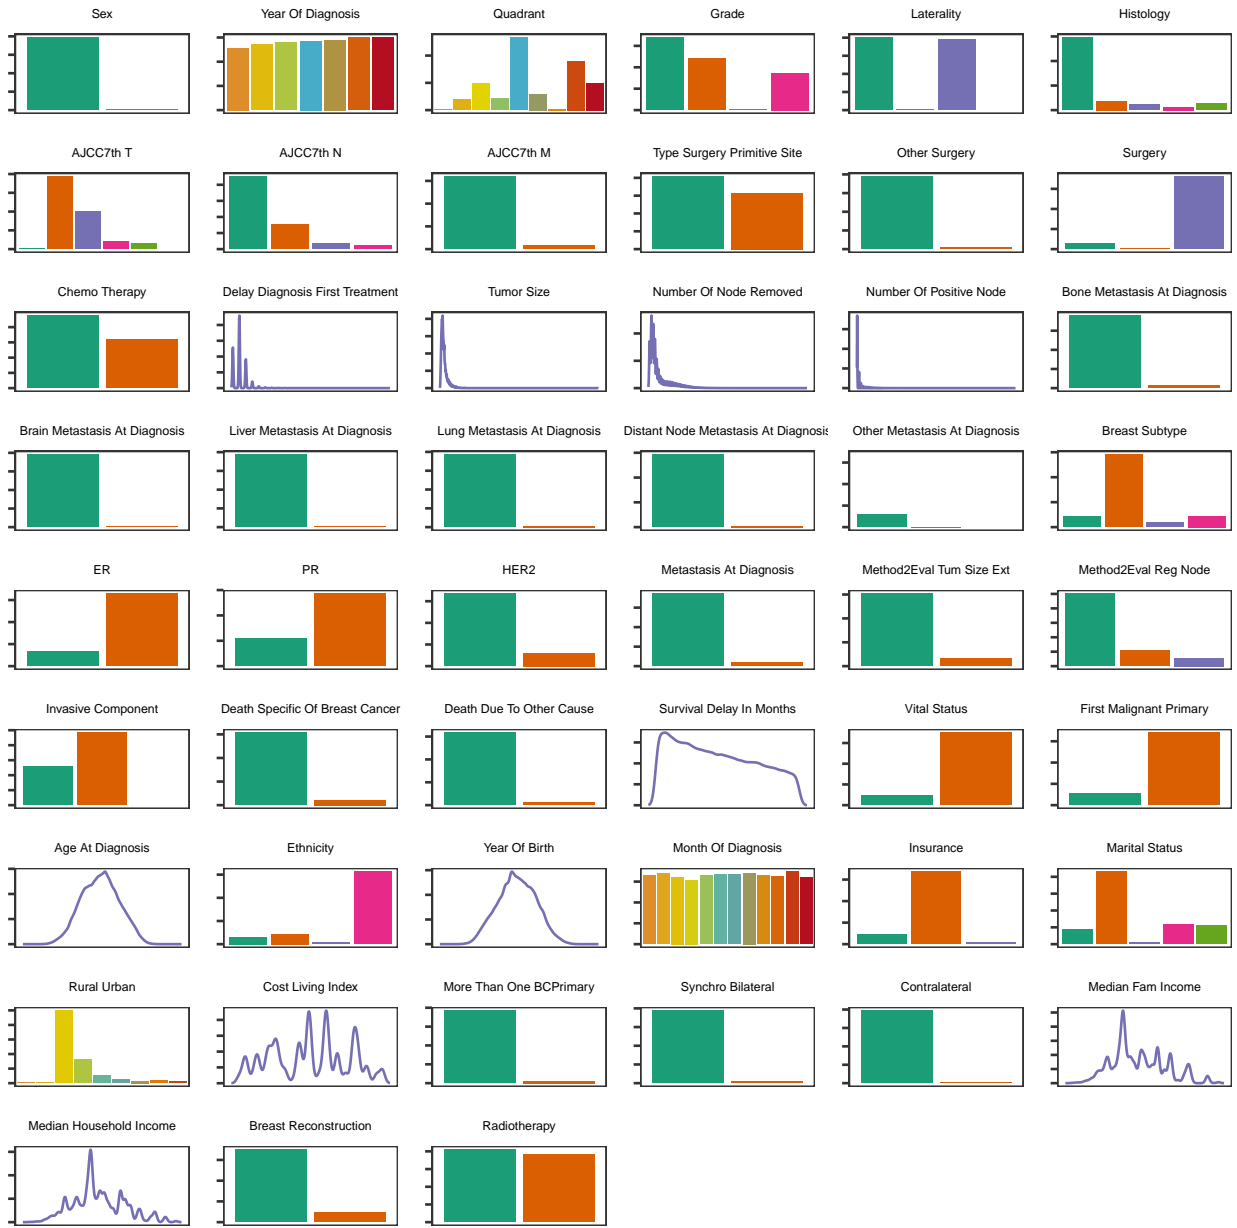 Sex
Year Of Diagnosis
Quadrant
Grade
Laterality
Histology
AJCC7th T
AJCC7th N
AJCC7th M
Type Surgery Primitive Site
Other Surgery
Surgery
Chemo Therapy
Delay Diagnosis First Treatment
Tumor Size
Number Of Node Removed
Number Of Positive Node
Bone Metastasis At Diagnosis
Brain Metastasis At Diagnosis
Liver Metastasis At Diagnosis
Lung Metastasis At Diagnosis
Distant Node Metastasis At Diagnosis
Other Metastasis At Diagnosis
Breast Subtype
ER
PR
HER2
Metastasis At Diagnosis
Method2Eval Tum Size Ext
Method2Eval Reg Node
Invasive Component
Death Specific Of Breast Cancer
Death Due To Other Cause
Survival Delay In Months
Vital Status
First Malignant Primary
Age At Diagnosis
Ethnicity
Year Of Birth
Month Of Diagnosis
Insurance
Marital Status
Rural Urban
Cost Living Index
More Than One BCPrimary
Synchro Bilateral
Contralateral
Median Fam Income
Median Household Income
Breast Reconstruction
Radiotherapy